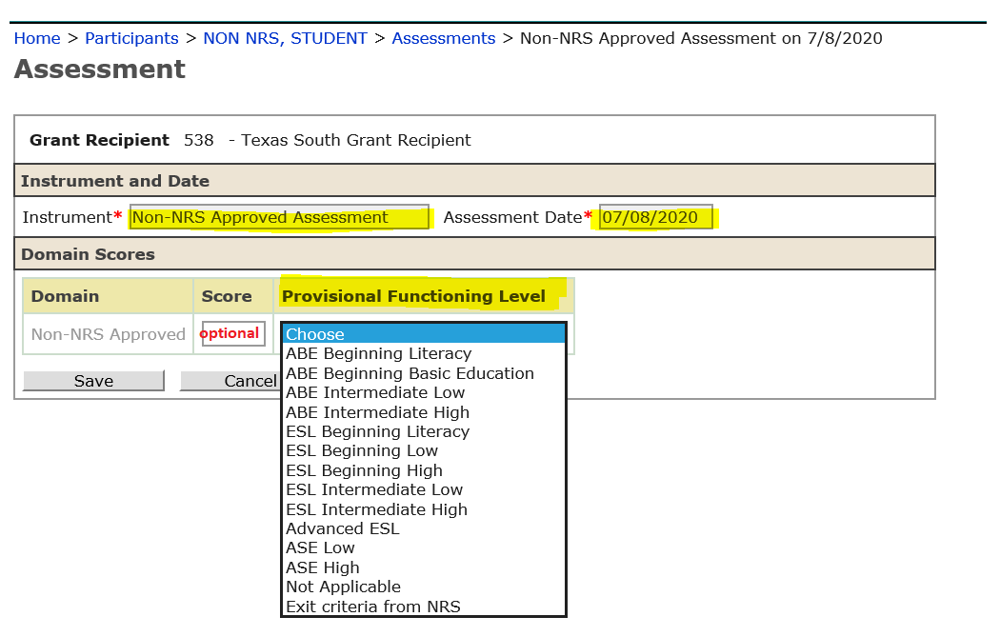 Home > Participants > NON NRS, STUDENT > Assessments > Non-NRS Approved Assessment on 7/8/2020
Assessment
Grant Recipient 538 - Texas South Grant Recipient
Instrument and Date
Instrument* Non-NRS Approved Assessment Assessment Date* 07/08/2020
Domain Scores
Domain Score Provisional Functioning Level
Non-NRS Approved optional Choose
ABE Beginning Literacy
ABE Beginning Basic Education
Save Cancel
ABE Intermediate Low
ABE Intermediate High
ESL Beginning Literacy
ESL Beginning Low
ESL Beginning High
ESL Intermediate Low
ESL Intermediate High
Advanced ESL
ASE Low
ASE High
Not Applicable
Exit criteria from NRS